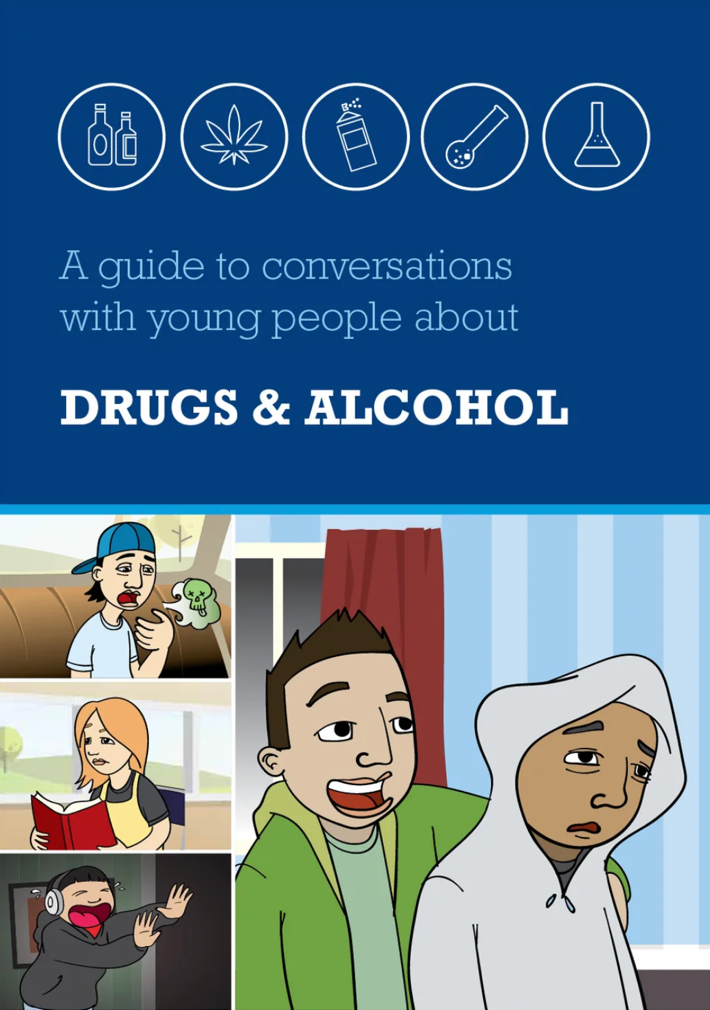 A guide to conversations
with young people about
DRUGS & ALCOHOL